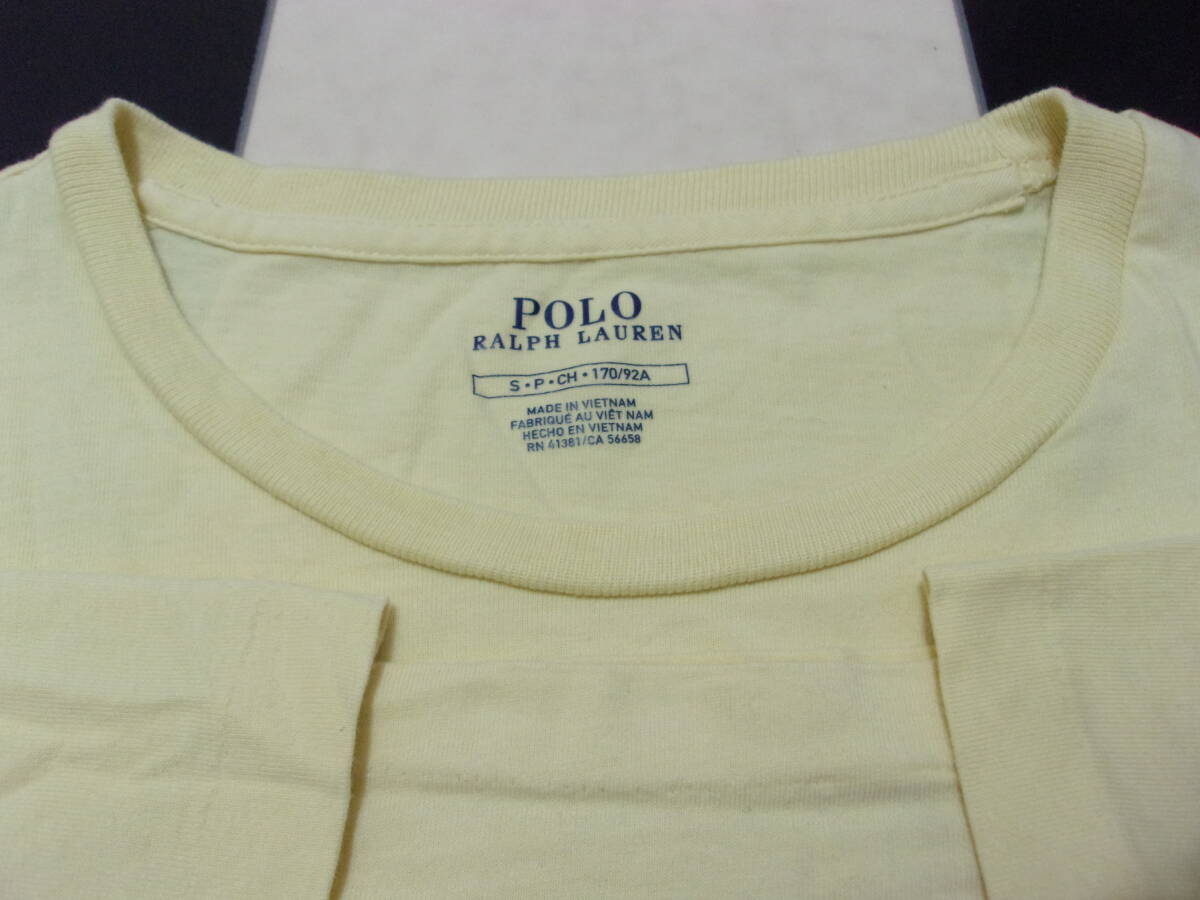 POLO
RALPH LAUREN
S • P • CH • 170/92A
MADE IN VIETNAM
FABRIQUÉ AU VIÊT NAM
HECHO EN VIETNAM
RN 41381/CA 56658